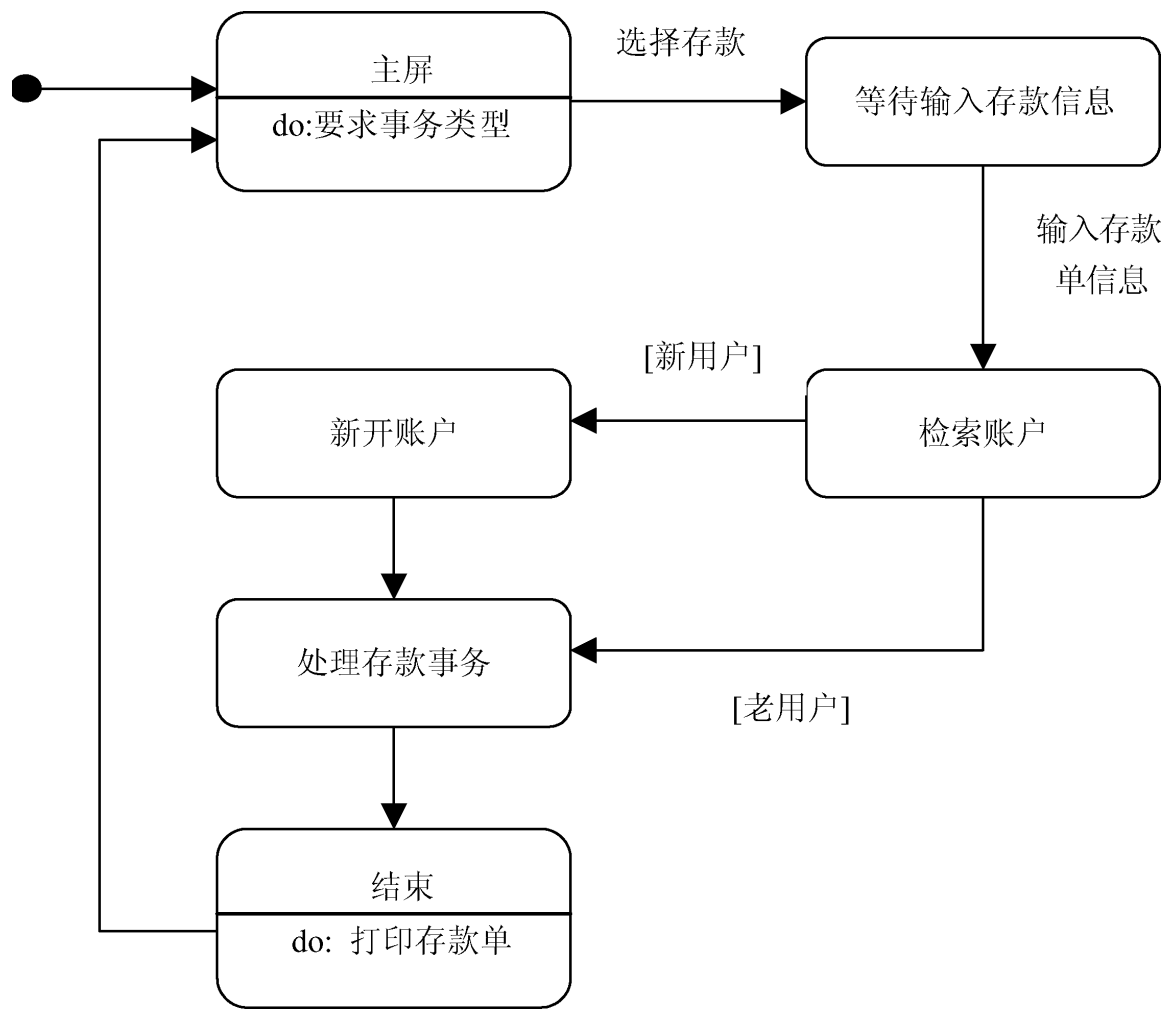 主屏
do:要求事务类型
选择存款
等待输入存款信息
输入存款
单信息
检索账户
[新用户]
新开账户
处理存款事务
[老用户]
结束
do: 打印存款单